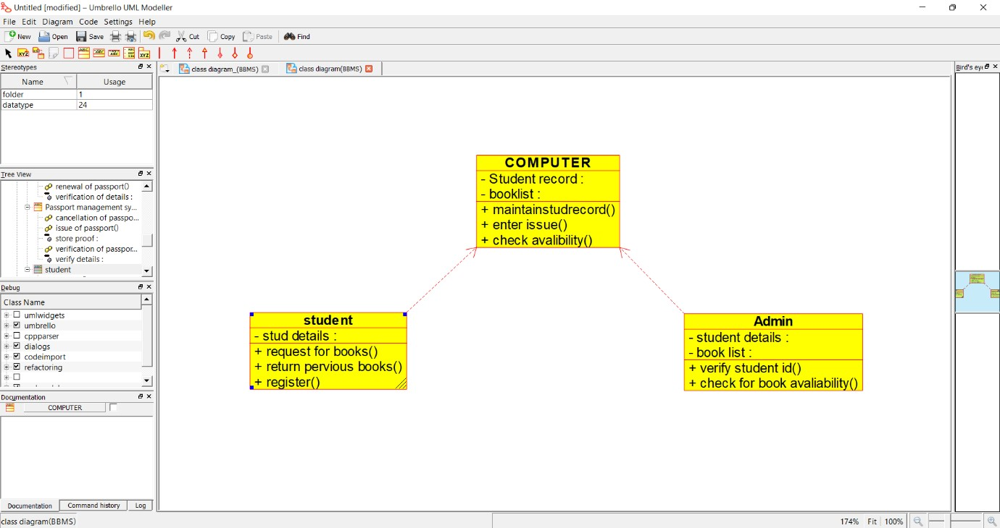 Untitled [modified] – Umbrello UML Modeller
File Edit Diagram Code Settings Help
New Open Save Cut Copy Paste Find
Stereotypes
Name Usage
folder 1
datatype 24
Tree View
renewal of passport()
verification of details :
Passport management sy...
cancellation of passpo...
issue of passport()
store proof :
verification of passpor...
verify details :
student
Debug
Class Name
umlwidgets
umbrello
cppparser
dialogs
codeimport
refactoring
Documentation
COMPUTER
Documentation Command history Log
class diagram(BBMS)
class diagram_(BBMS) class diagram(BBMS)
COMPUTER
- Student record :
- booklist :
+ maintainstudrecord()
+ enter issue()
+ check avalibility()
student
- stud details :
+ request for books()
+ return pervious books()
+ register()
Admin
- student details :
- book list :
+ verify student id()
+ check for book avaliability()
Bird's eye
174% Fit 100%